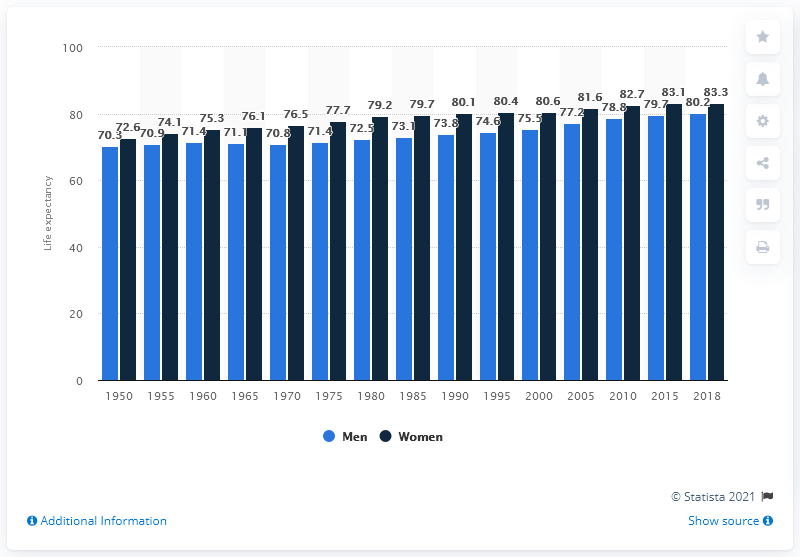 100
80
60
40
20
0
Life expectancy
70.3 72.6 70.9 74.1 71.4 75.3 71.1 76.1 70.8 76.5 71.4 77.7 72.5 79.2 73.1 79.7 73.8 80.1 74.6 80.4 75.5 80.6 77.2 81.6 78.8 82.7 79.7 83.1 80.2 83.3
1950 1955 1960 1965 1970 1975 1980 1985 1990 1995 2000 2005 2010 2015 2018
Men Women
© Statista 2021
Additional Information Show source